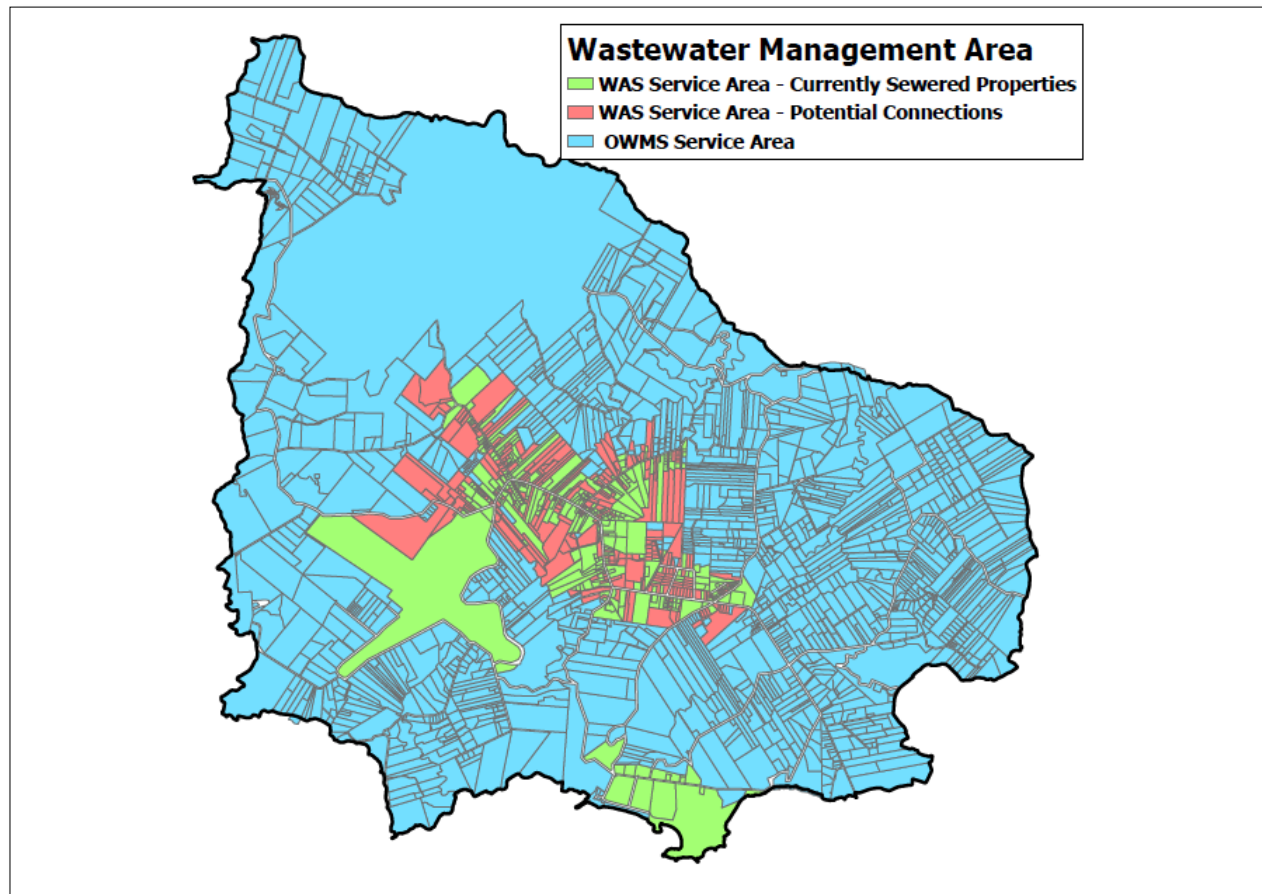 Wastewater Management Area
WAS Service Area - Currently Sewered Properties
WAS Service Area - Potential Connections
OWMS Service Area